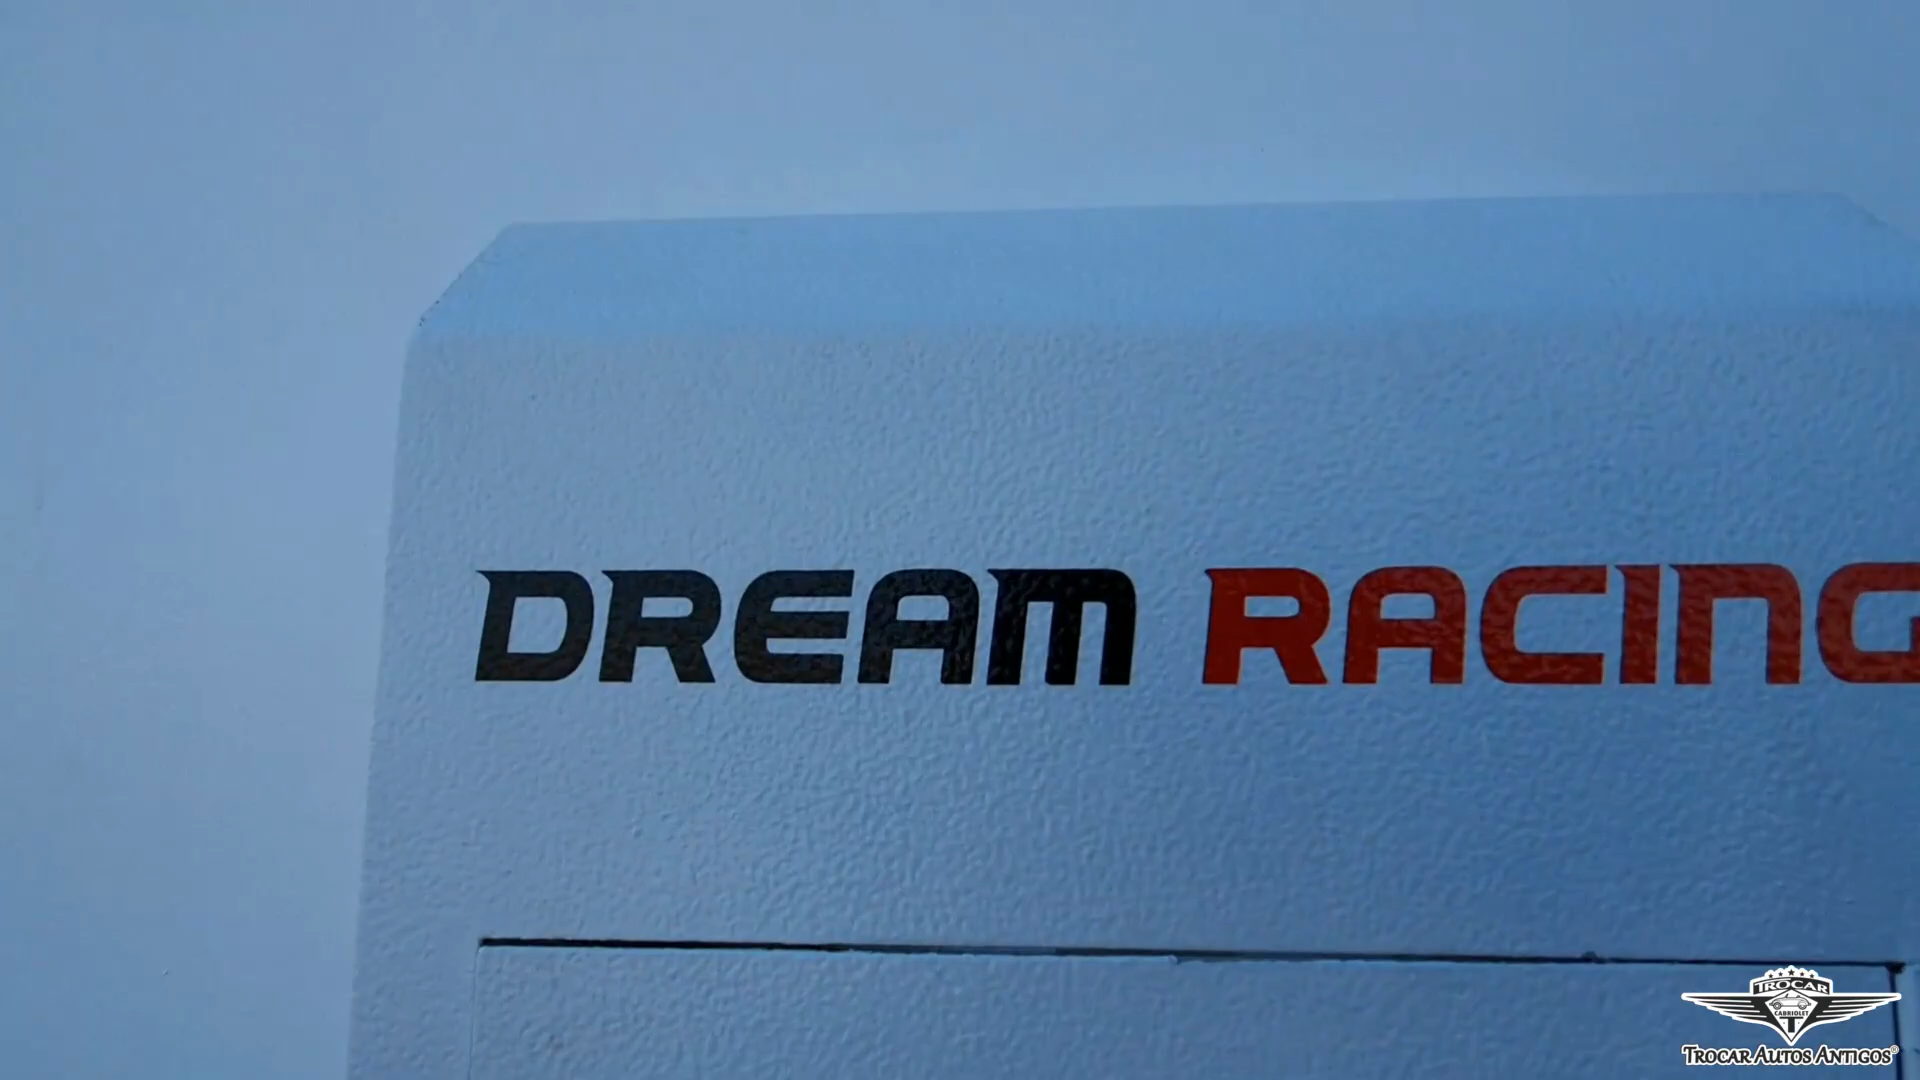 DREAM RACING
TROCAR
CABRIOLET
T
TROCAR AUTOS ANTIGOS®